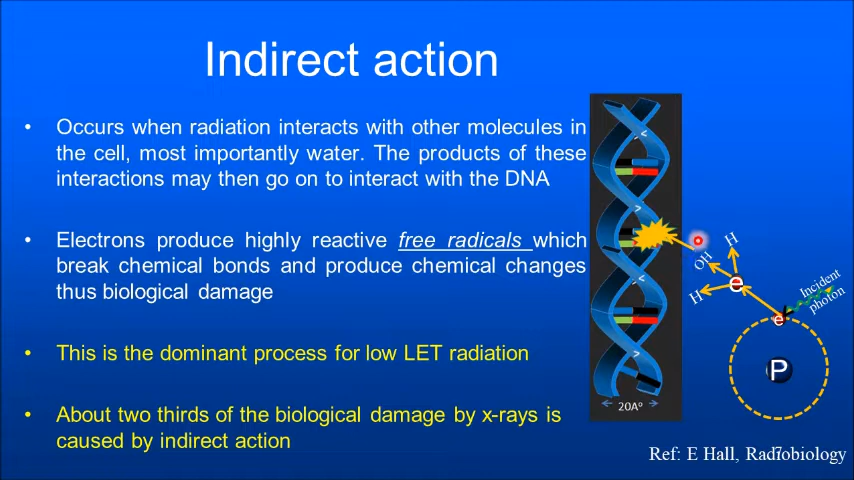 Indirect action
• Occurs when radiation interacts with other molecules in
the cell, most importantly water. The products of these
interactions may then go on to interact with the DNA
• Electrons produce highly reactive free radicals which
break chemical bonds and produce chemical changes
thus biological damage
• This is the dominant process for low LET radiation
• About two thirds of the biological damage by x-rays is
caused by indirect action
H
OH
e
H
Incident
photon
e
P
20Aº
Ref: E Hall, Radiobiology
7